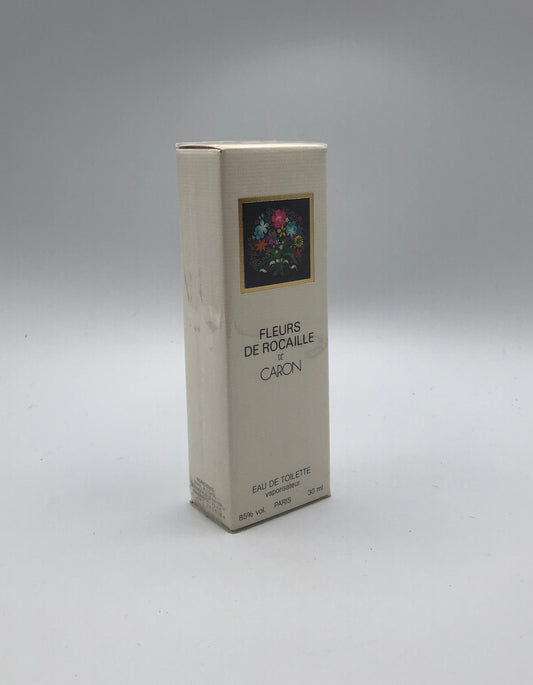 FLEURS
DE ROCAILLE
DE
CARON
EAU DE TOILETTE
vaporisateur
85% vol. PARIS 30 ml